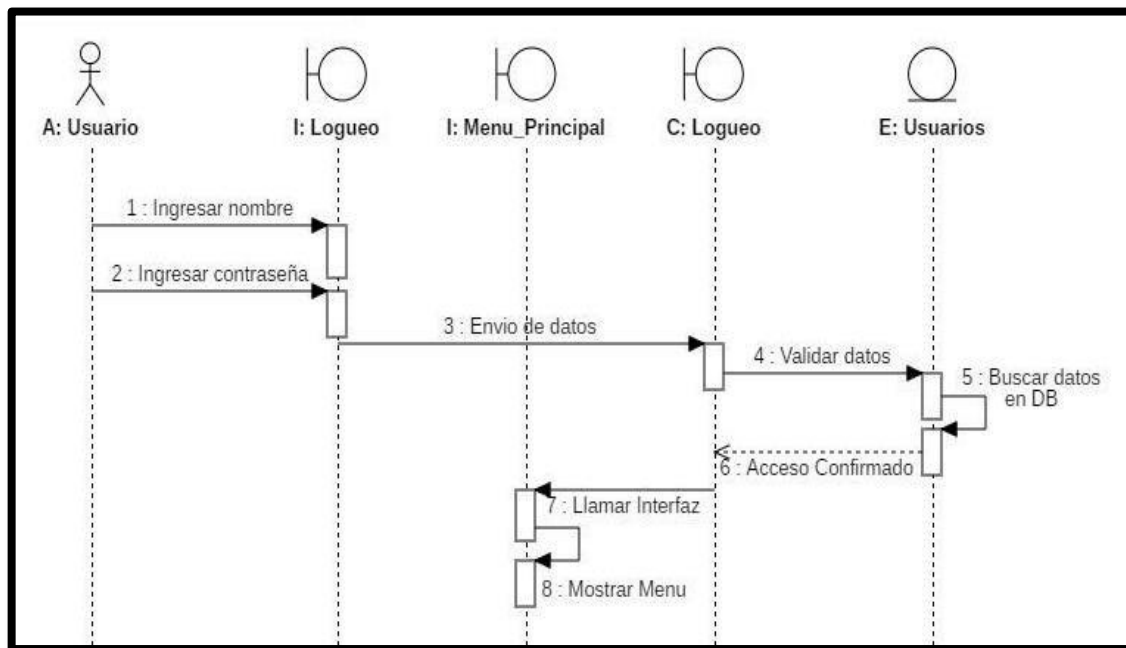 A: Usuario
I: Logueo
I: Menu_Principal
C: Logueo
E: Usuarios
1 : Ingresar nombre
2 : Ingresar contraseña
3 : Envio de datos
4 : Validar datos
5 : Buscar datos
en DB
6 : Acceso Confirmado
7 : Llamar Interfaz
8 : Mostrar Menu